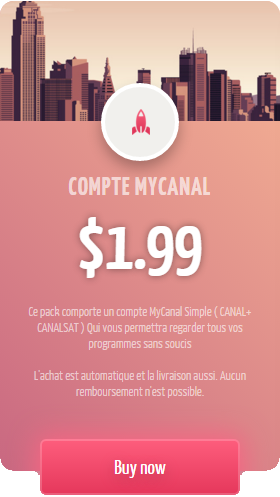 COMPTE MYCANAL
$1.99
Ce pack comporte un compte MyCanal Simple ( CANAL+
CANALSAT ) Qui vous permettra regarder tous vos
programmes sans soucis
L'achat est automatique et la livraison aussi. Aucun
remboursement n'est possible.
Buy now